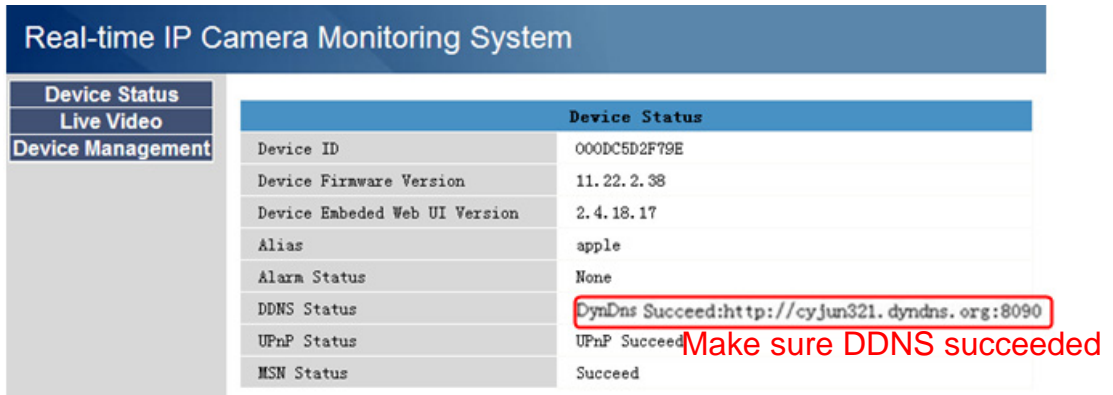 Real-time IP Camera Monitoring System
Device Status
Live Video
Device Management
Device Status
Device ID 000DC5D2F79E
Device Firmware Version 11.22.2.38
Device Embeded Web UI Version 2.4.18.17
Alias apple
Alarm Status None
DDNS Status DynDns Succeed:http://cyjun321.dyndns.org:8090
UPnP Status UPnP Succeed
Make sure DDNS succeeded
MSN Status Succeed